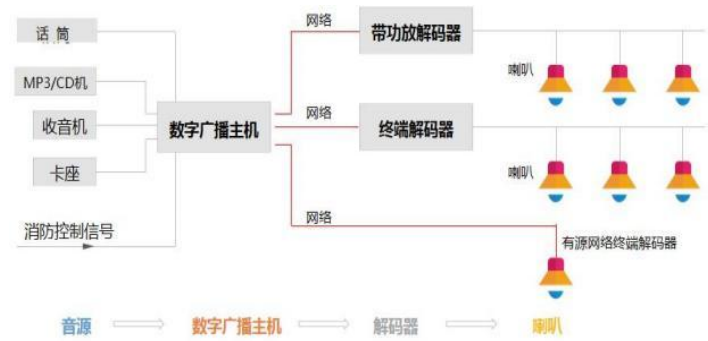 话 筒
MP3/CD机
收音机
卡座
消防控制信号
数字广播主机
网络
带功放解码器
喇叭
网络
终端解码器
喇叭
网络
有源网络终端解码器
音源
数字广播主机
解码器
喇叭